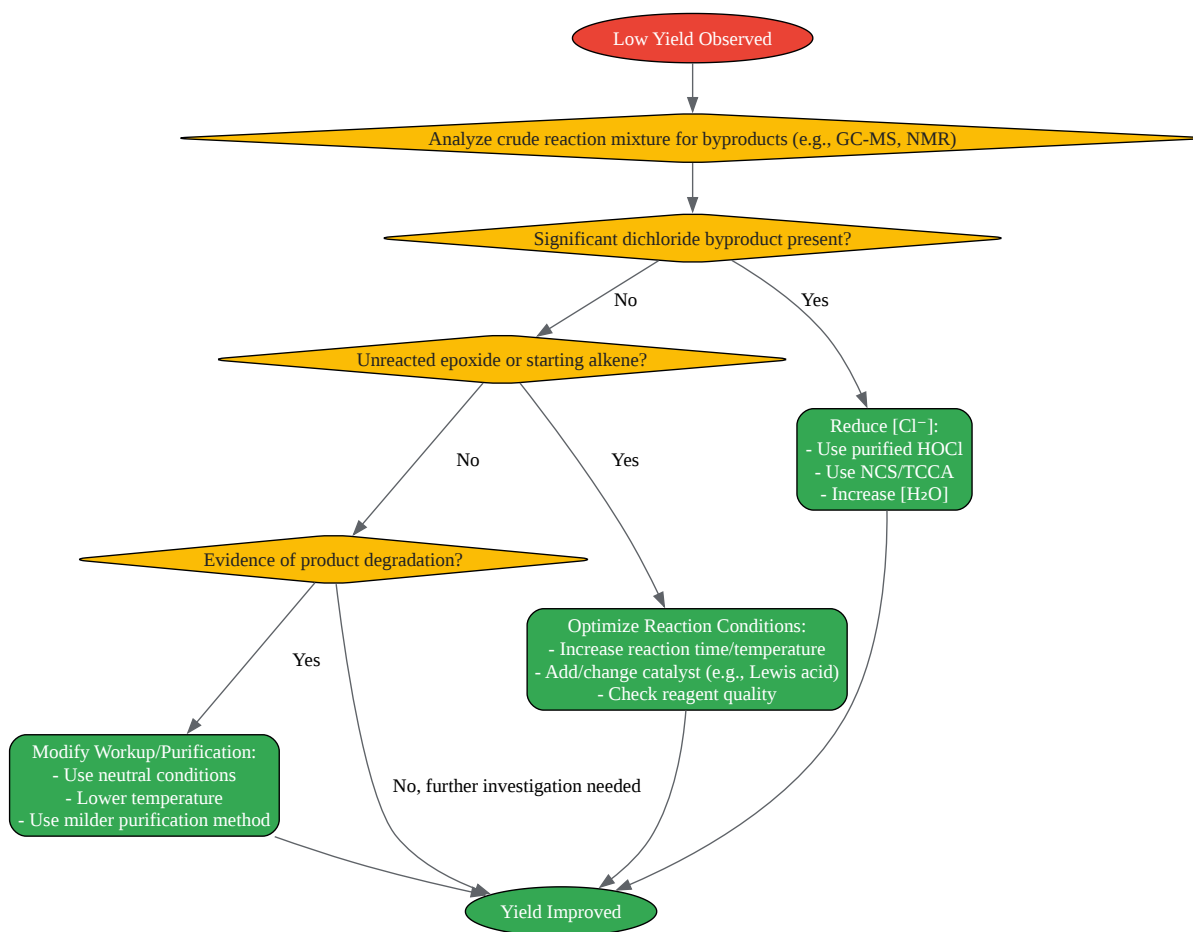 Low Yield Observed
Analyze crude reaction mixture for byproducts (e.g., GC-MS, NMR)
Significant dichloride byproduct present?
No
Yes
Unreacted epoxide or starting alkene?
Reduce [Cl⁻]:
- Use purified HOCl
- Use NCS/TCCA
- Increase [H₂O]
No
Yes
Evidence of product degradation?
Optimize Reaction Conditions:
- Increase reaction time/temperature
- Add/change catalyst (e.g., Lewis acid)
- Check reagent quality
Yes
Modify Workup/Purification:
- Use neutral conditions
- Lower temperature
- Use milder purification method
No, further investigation needed
Yield Improved